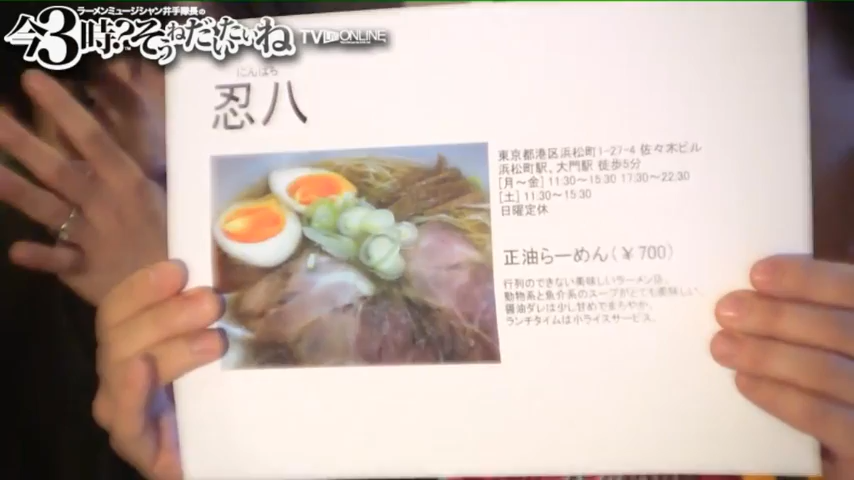 ラーメンミュージシャン井手隊長の
今3時?そうねだいたいね
TV LIFE ONLINE
にんぱち
忍八
東京都港区浜松町1-27-4 佐々木ビル
浜松町駅、大門駅 徒歩5分
[月～金] 11:30～15:30 17:30～22:30
[土] 11:30～15:30
日曜定休
正油らーめん(￥700)
行列のできない美味しいラーメン店。
動物系と魚介系のスープがとても美味しい。
醤油ダレは少し甘めでまろやか。
ランチタイムは小ライスサービス。